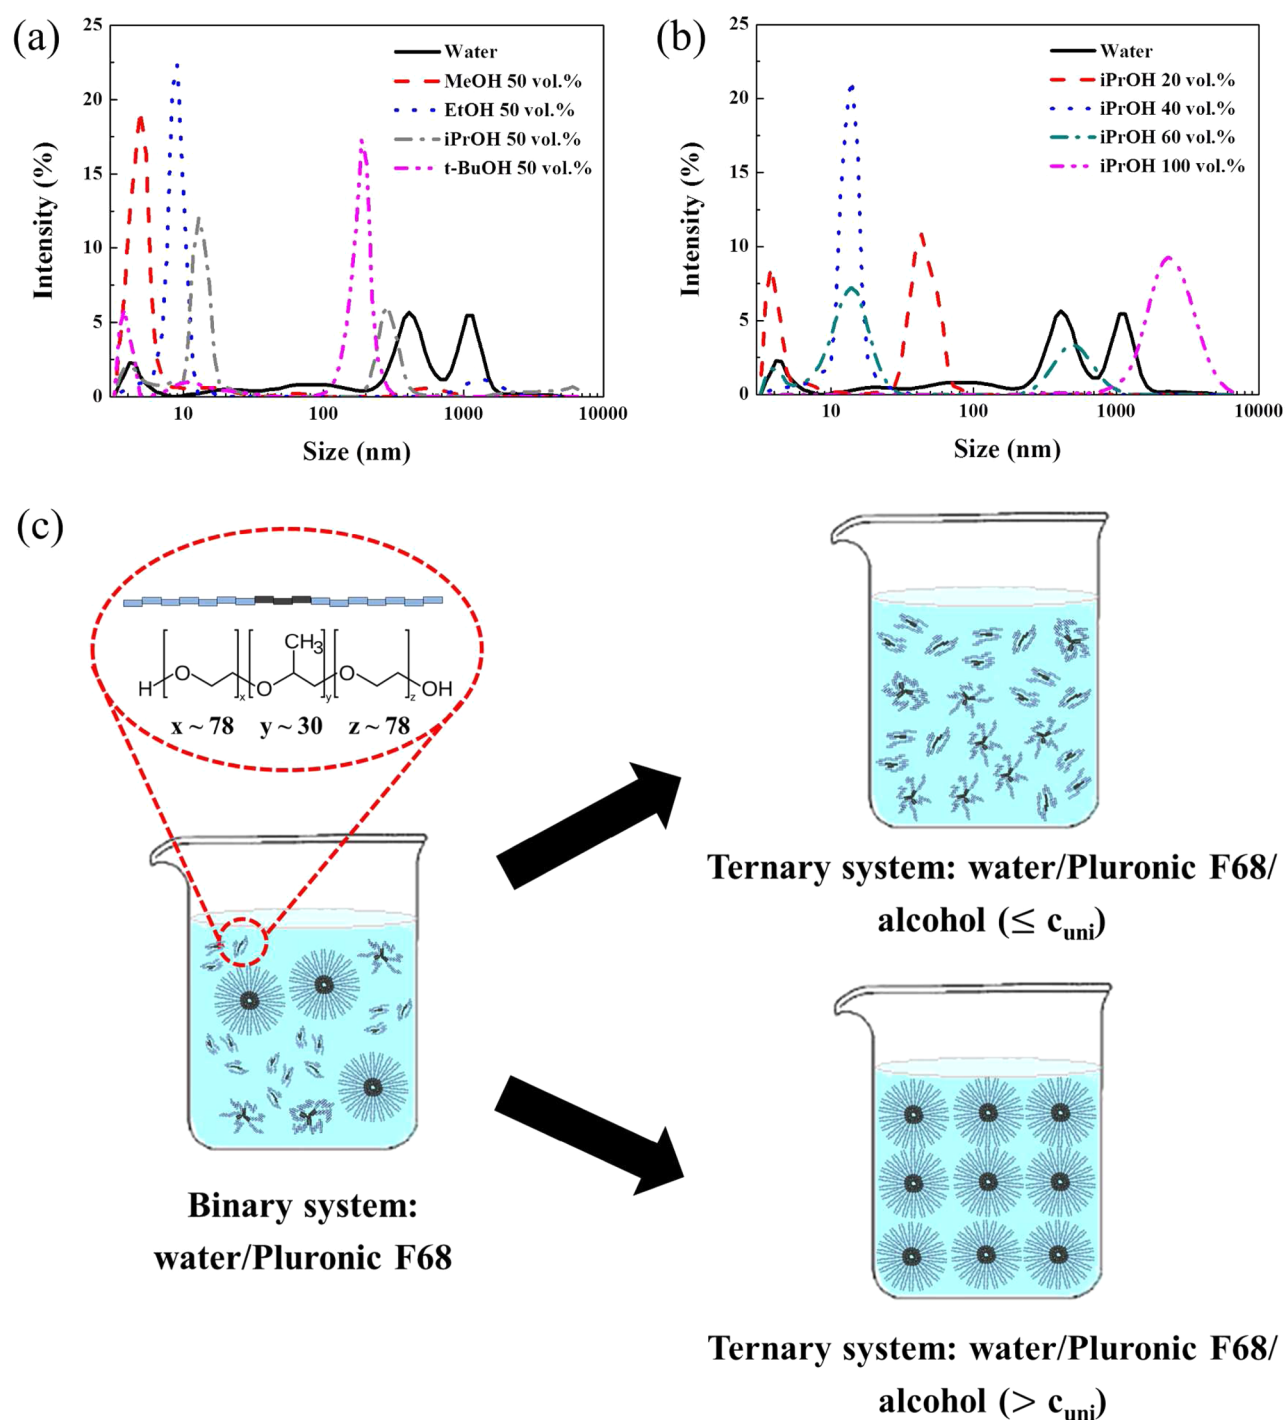 (a)
25
20
15
10
5
0
Intensity (%)
Water
MeOH 50 vol.%
EtOH 50 vol.%
iPrOH 50 vol.%
t-BuOH 50 vol.%
10
100
1000
10000
Size (nm)
(b)
25
20
15
10
5
0
Intensity (%)
Water
iPrOH 20 vol.%
iPrOH 40 vol.%
iPrOH 60 vol.%
iPrOH 100 vol.%
10
100
1000
10000
Size (nm)
(c)
CH3
H O x O y O z OH
x ~ 78 y ~ 30 z ~ 78
Binary system:
water/Pluronic F68
Ternary system: water/Pluronic F68/
alcohol (≤ cuni)
Ternary system: water/Pluronic F68/
alcohol (> cuni)